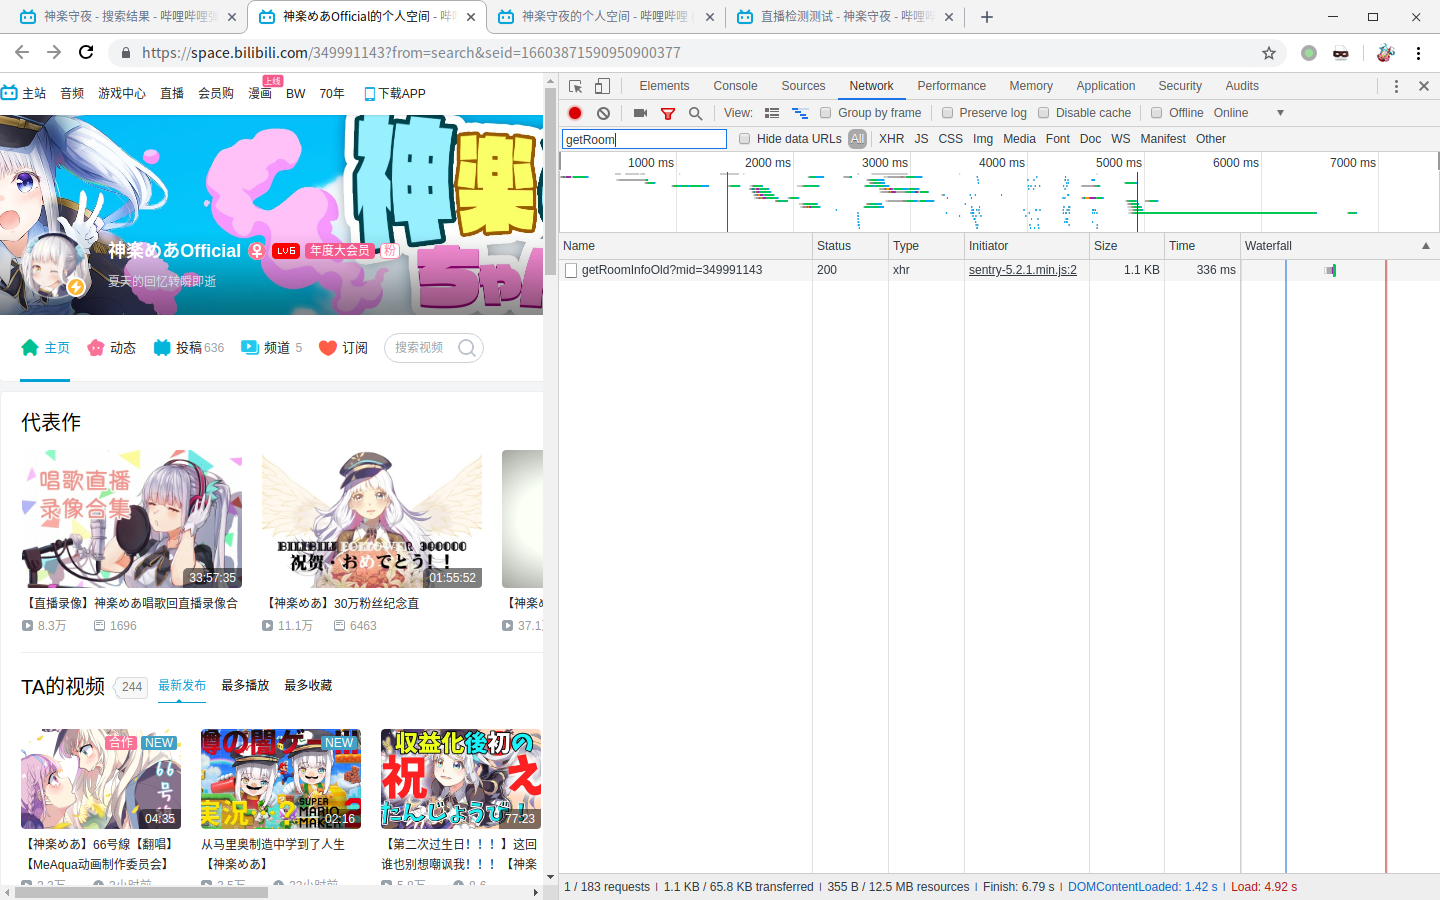 神楽守夜 - 搜索结果 - 哔哩哔哩弹
神楽めあOfficial的个人空间 - 哔哩
神楽守夜的个人空间 - 哔哩哔哩 (
直播检测测试 - 神楽守夜 - 哔哩哔
https://space.bilibili.com/349991143?from=search&seid=16603871590950900377
主站 音频 游戏中心 直播 会员购 漫画 上线 BW 70年 下载APP
神楽
ちゃん
神楽めあOfficial LV6 年度大会员 粉
夏天的回忆转瞬即逝
主页 动态 投稿 636 频道 5 订阅 搜索视频
代表作
唱歌直播
录像合集
33:57:35
BILIBILI FOLLOWER 300000
祝贺・おめでとう！！
01:55:52
【直播录像】神楽めあ唱歌回直播录像合
8.3万 1696
【神楽めあ】30万粉丝纪念直
11.1万 6463
【神楽め
37.1
TA的视频 244 最新发布 最多播放 最多收藏
合作 NEW
66号
04:35
噂の闇ゲー
NEW
実況
?
SUPER
MARIO
MAKER
02:16
収益化後初の
祝え
たんじょうび！
77:23
【神楽めあ】66号線【翻唱】
【MeAqua动画制作委员会】
从马里奥制造中学到了人生
【神楽めあ】
【第二次过生日！！！】这回
谁也别想嘲讽我！！！【神楽
Elements Console Sources Network Performance Memory Application Security Audits
View: Group by frame Preserve log Disable cache Offline Online
getRoom Hide data URLs All XHR JS CSS Img Media Font Doc WS Manifest Other
1000 ms 2000 ms 3000 ms 4000 ms 5000 ms 6000 ms 7000 ms
Name Status Type Initiator Size Time Waterfall
getRoomInfoOld?mid=349991143 200 xhr sentry-5.2.1.min.js:2 1.1 KB 336 ms
1 / 183 requests | 1.1 KB / 65.8 KB transferred | 355 B / 12.5 MB resources | Finish: 6.79 s | DOMContentLoaded: 1.42 s | Load: 4.92 s